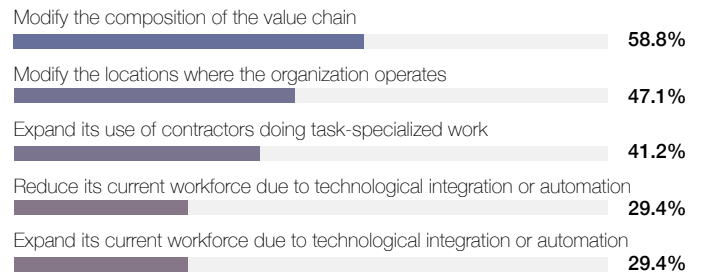 Modify the composition of the value chain
58.8%
Modify the locations where the organization operates
47.1%
Expand its use of contractors doing task-specialized work
41.2%
Reduce its current workforce due to technological integration or automation
29.4%
Expand its current workforce due to technological integration or automation
29.4%